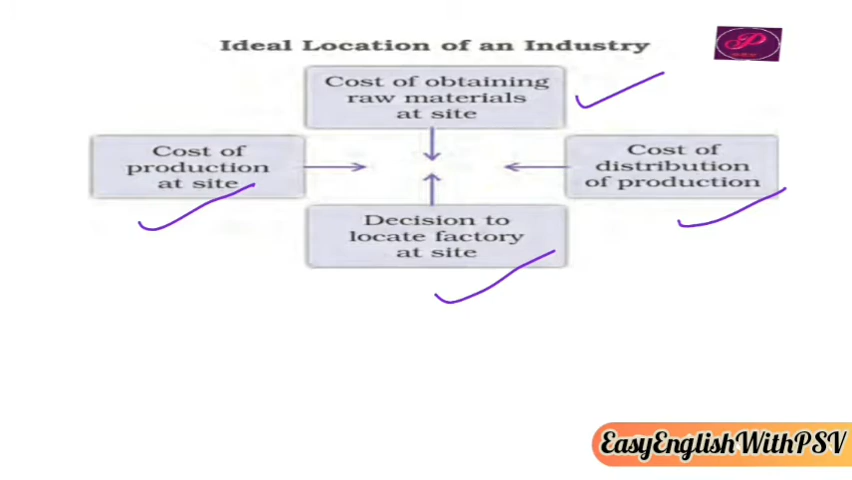 Ideal Location of an Industry
Cost of obtaining
raw materials
at site
Cost of
production
at site
Cost of
distribution
of production
Decision to
locate factory
at site
EasyEnglishWithPSV